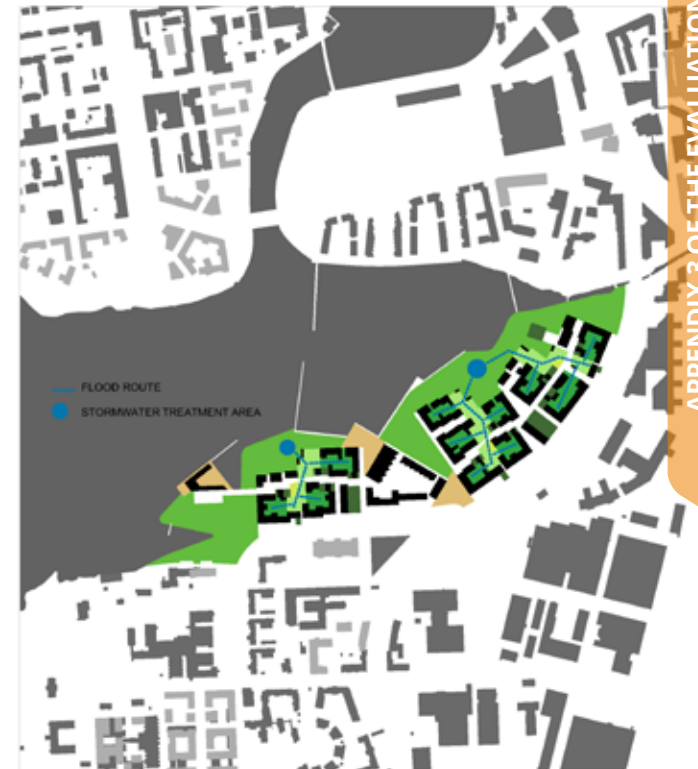 FLOOD ROUTE
STORMWATER TREATMENT AREA
APPENDIX 3 OF THE EVALUATION